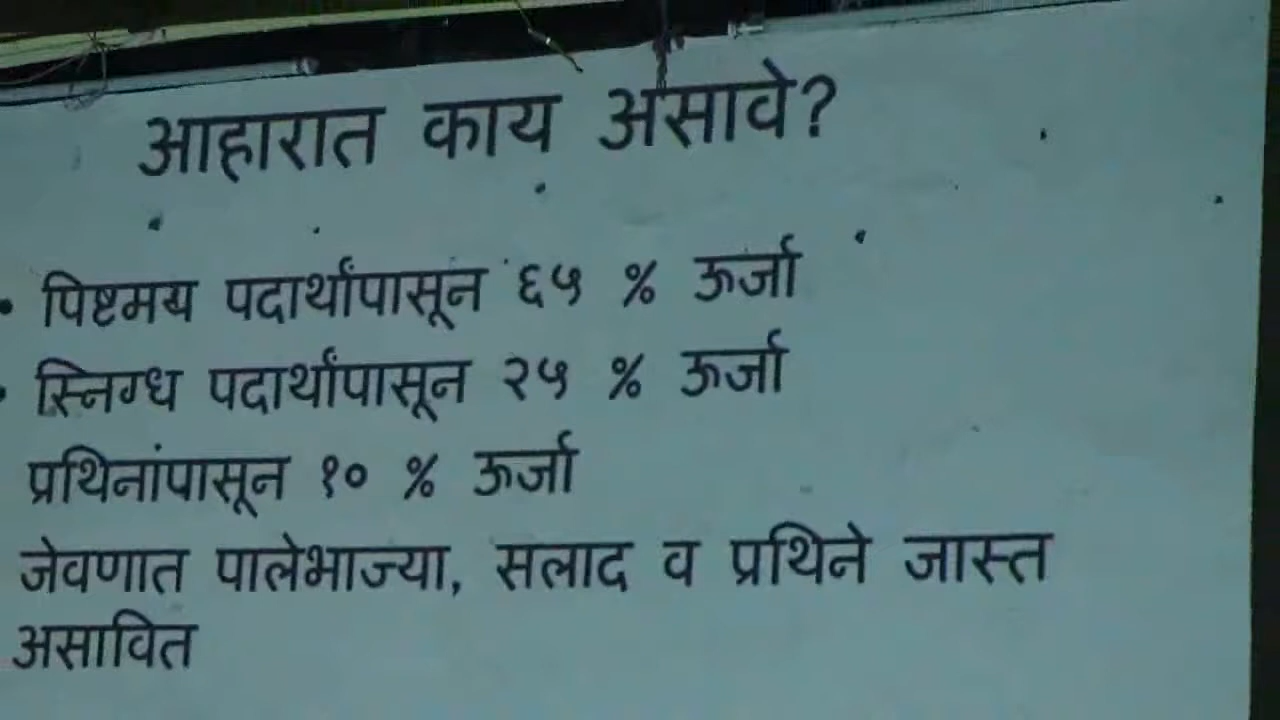 आहारात काय असावे?
• पिष्टमय पदार्थांपासून ६५ % ऊर्जा
• स्निग्ध पदार्थांपासून २५ % ऊर्जा
प्रथिनांपासून १० % ऊर्जा
जेवणात पालेभाज्या, सलाद व प्रथिने जास्त
असावित